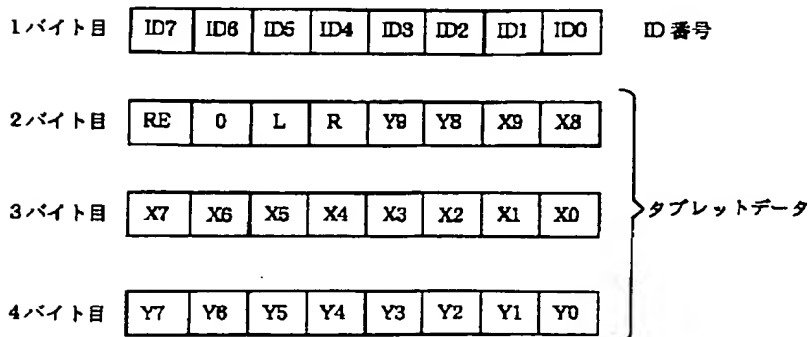 1バイト目 ID7 ID6 ID5 ID4 ID3 ID2 ID1 ID0 ID番号
2バイト目 RE 0 L R Y9 Y8 X9 X8
3バイト目 X7 X6 X5 X4 X3 X2 X1 X0
タブレットデータ
4バイト目 Y7 Y6 Y5 Y4 Y3 Y2 Y1 Y0